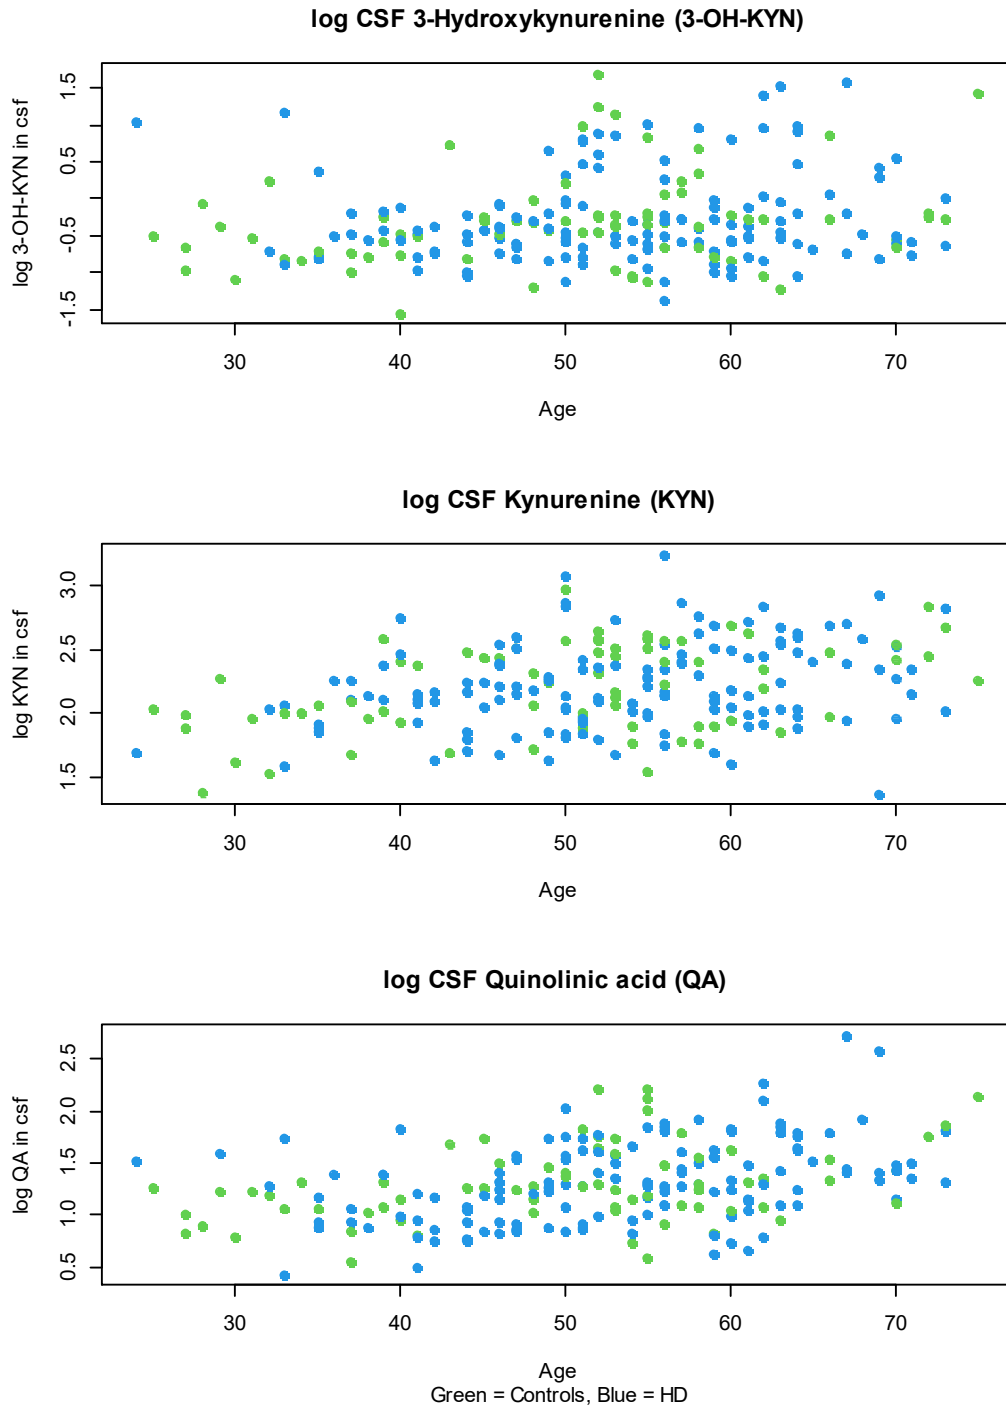 log CSF 3-Hydroxykynurenine (3-OH-KYN)
log 3-OH-KYN in csf
1.5
0.5
-0.5
-1.5
30 40 50 60 70
Age
log CSF Kynurenine (KYN)
log KYN in csf
3.0
2.5
2.0
1.5
30 40 50 60 70
Age
log CSF Quinolinic acid (QA)
log QA in csf
2.5
2.0
1.5
1.0
0.5
30 40 50 60 70
Age
Green = Controls, Blue = HD